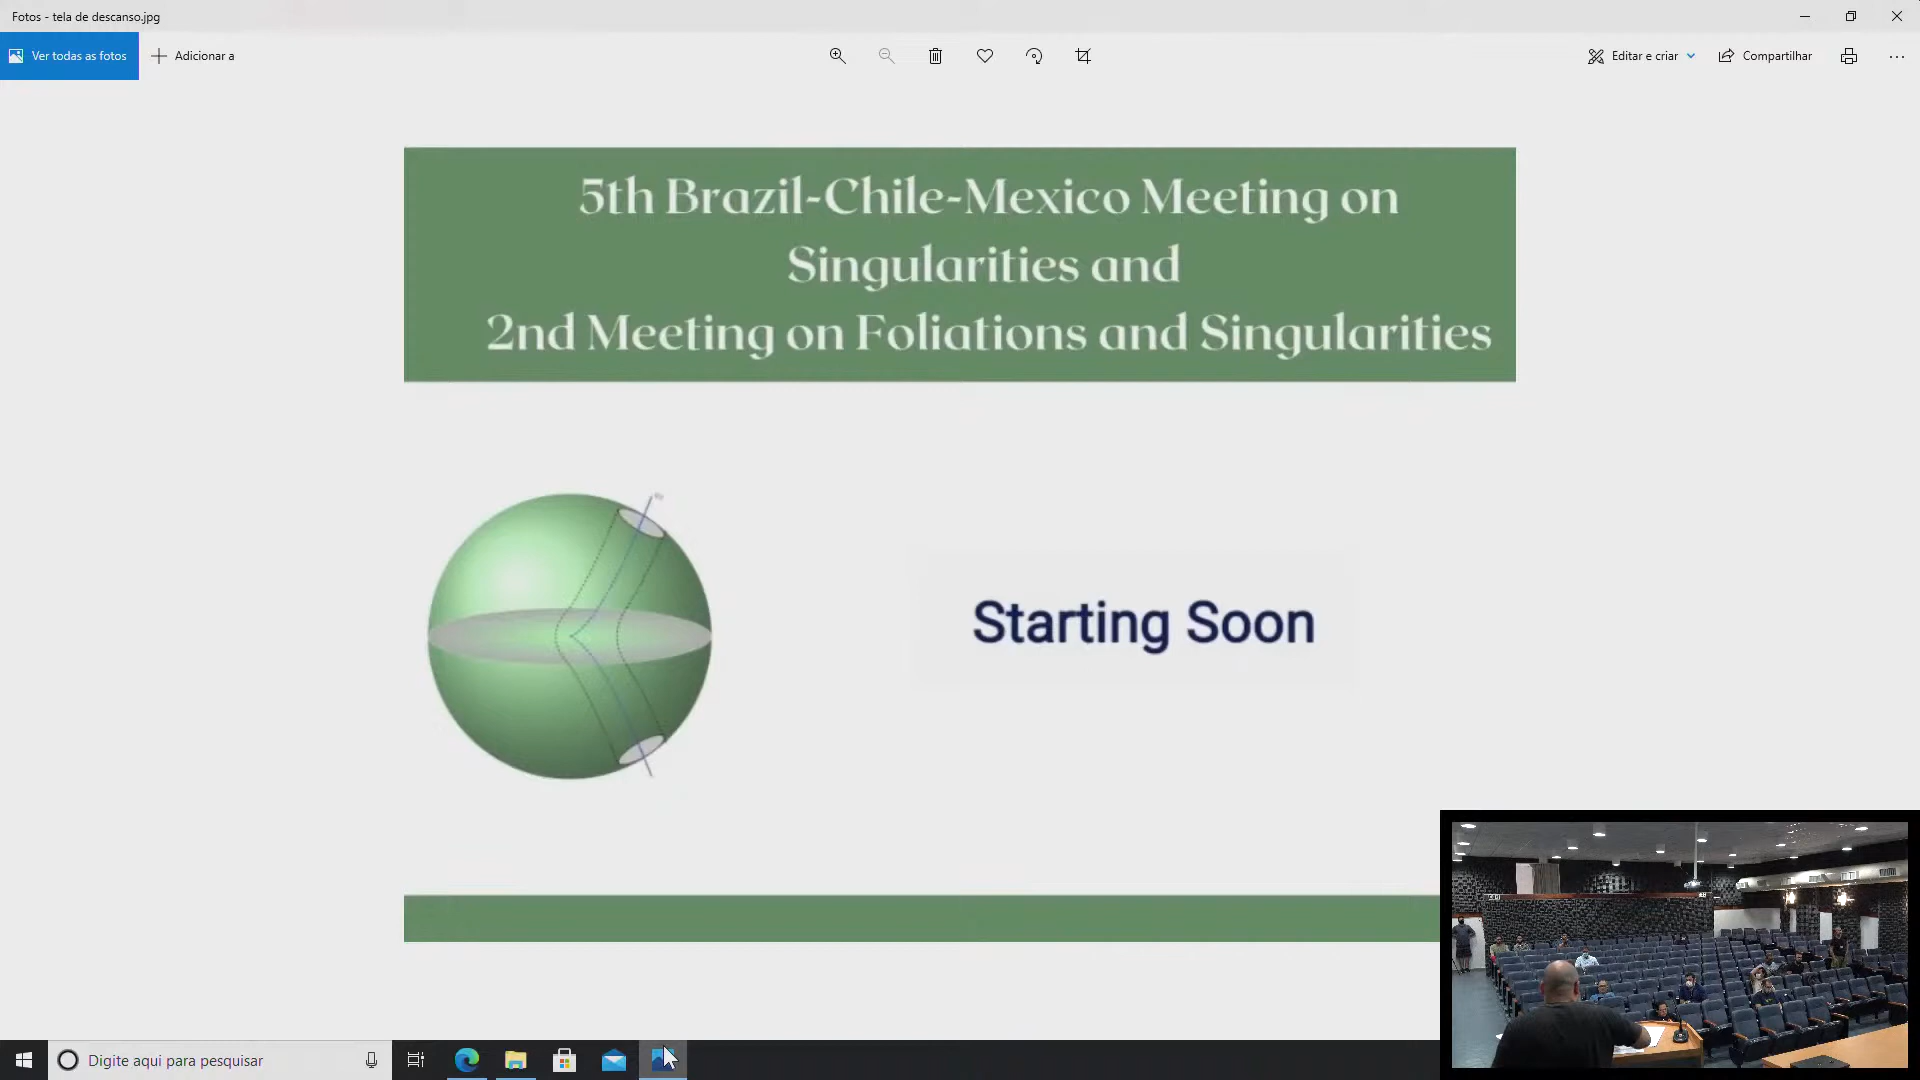 Fotos - tela de descanso.jpg
Ver todas as fotos
Adicionar a
Editar e criar
Compartilhar
5th Brazil-Chile-Mexico Meeting on
Singularities and
2nd Meeting on Foliations and Singularities
Starting Soon
Digite aqui para pesquisar